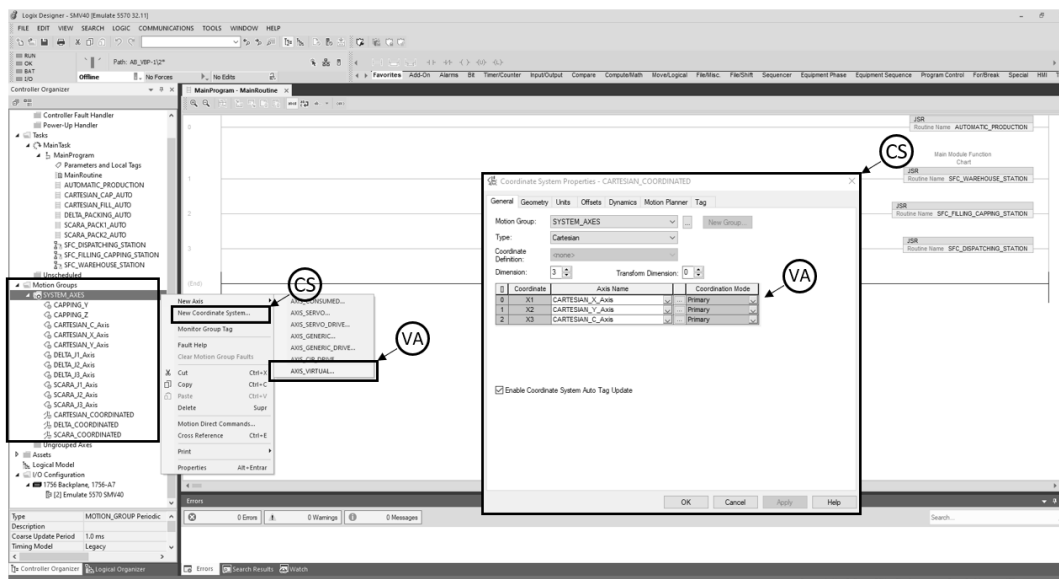 Logix Designer - SMV40 [Emulate 5570 32.11]
FILE EDIT VIEW SEARCH LOGIC COMMUNICATIONS TOOLS WINDOW HELP
RUN
OK
BAT
I/O
Path: AB_VBP-1\2*
Offline
No Forces
No Edits
Favorites Add-On Alarms Bit Timer/Counter Input/Output Compare Compute/Math Move/Logical File/Misc. File/Shift Sequencer Equipment Phase Equipment Sequence Program Control For/Break Special HMI
Controller Organizer
MainProgram - MainRoutine
Controller Fault Handler
Power-Up Handler
Tasks
MainTask
MainProgram
Parameters and Local Tags
MainRoutine
AUTOMATIC_PRODUCTION
CARTESIAN_CAP_AUTO
CARTESIAN_FILL_AUTO
DELTA_PACKING_AUTO
SCARA_PACK1_AUTO
SCARA_PACK2_AUTO
SFC_DISPATCHING_STATION
SFC_FILLING_CAPPING_STATION
SFC_WAREHOUSE_STATION
Unscheduled
Motion Groups
SYSTEM_AXES
CAPPING_Y
CAPPING_Z
CARTESIAN_C_Axis
CARTESIAN_X_Axis
CARTESIAN_Y_Axis
DELTA_J1_Axis
DELTA_J2_Axis
DELTA_J3_Axis
SCARA_J1_Axis
SCARA_J2_Axis
SCARA_J3_Axis
CARTESIAN_COORDINATED
DELTA_COORDINATED
SCARA_COORDINATED
Ungrouped Axes
Assets
Logical Model
I/O Configuration
1756 Backplane, 1756-A7
[2] Emulate 5570 SMV40
Type MOTION_GROUP Periodic
Description
Coarse Update Period 1.0 ms
Timing Model Legacy
Controller Organizer
Logical Organizer
New Axis
New Coordinate System...
Monitor Group Tag
Fault Help
Clear Motion Group Faults
Cut Ctrl+X
Copy Ctrl+C
Paste Ctrl+V
Delete Supr
Motion Direct Commands...
Cross Reference Ctrl+E
Print
Properties Alt+Entrar
CS
AXIS_CONSUMED...
AXIS_SERVO...
AXIS_SERVO_DRIVE...
AXIS_GENERIC...
AXIS_GENERIC_DRIVE...
AXIS_CIP_DRIVE...
AXIS_VIRTUAL...
VA
0
1
2
3
(End)
JSR
Routine Name AUTOMATIC_PRODUCTION
Main Module Function
Chart
JSR
Routine Name SFC_WAREHOUSE_STATION
JSR
Routine Name SFC_FILLING_CAPPING_STATION
JSR
Routine Name SFC_DISPATCHING_STATION
CS
Coordinate System Properties - CARTESIAN_COORDINATED
General Geometry Units Offsets Dynamics Motion Planner Tag
Motion Group: SYSTEM_AXES ... New Group...
Type: Cartesian
Coordinate
Definition: <none>
Dimension: 3 Transform Dimension: 0
[] Coordinate Axis Name Coordination Mode
0 X1 CARTESIAN_X_Axis ... Primary
1 X2 CARTESIAN_Y_Axis ... Primary
2 X3 CARTESIAN_C_Axis ... Primary
VA
Enable Coordinate System Auto Tag Update
OK Cancel Apply Help
Errors
0 Errors 0 Warnings 0 Messages
Search...
Errors Search Results Watch